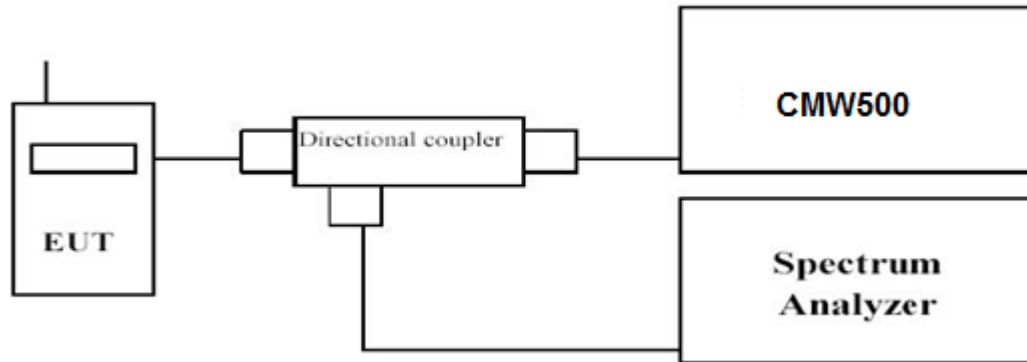 Directional coupler
CMW500
EUT
Spectrum
Analyzer